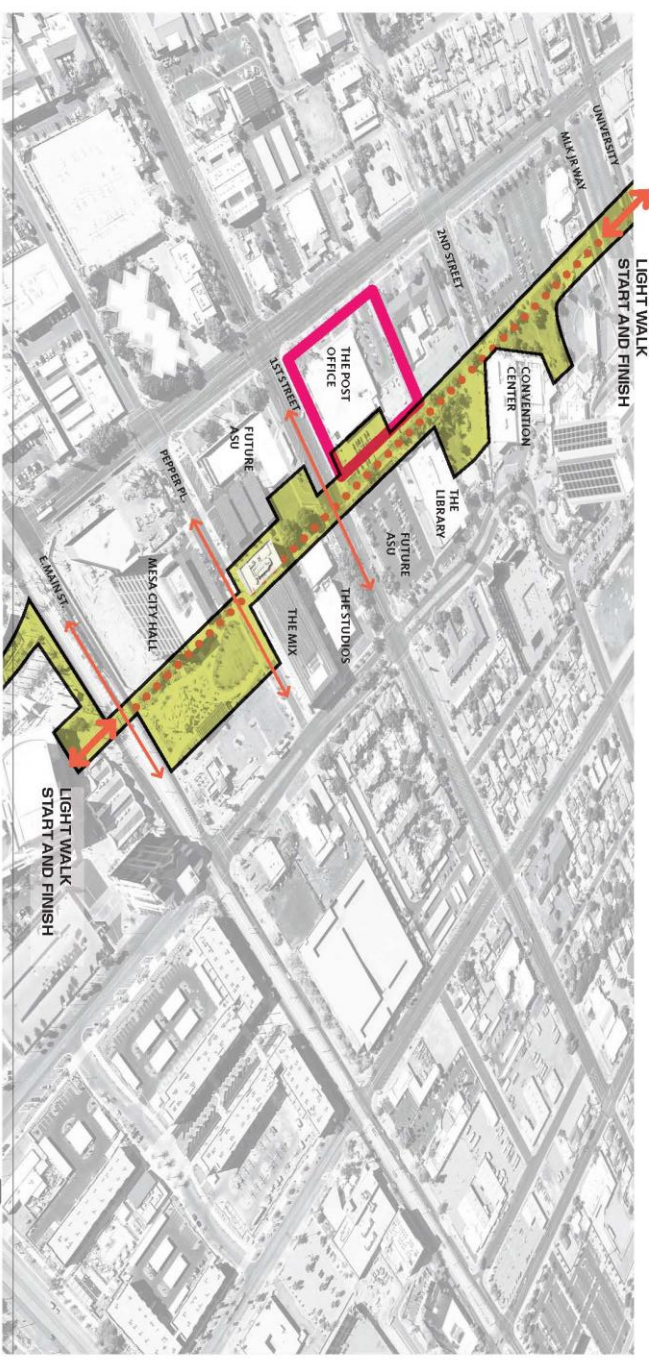 LIGHT WALK
START AND FINISH
UNIVERSITY
MLK JR WAY
2ND STREET
CONVENTION
CENTER
THE POST
OFFICE
THE
LIBRARY
1ST STREET
FUTURE
ASU
FUTURE
ASU
THE STUDIOS
PEPPER PL.
THE MIX
MESA CITY HALL
E. MAIN ST.
LIGHT WALK
START AND FINISH